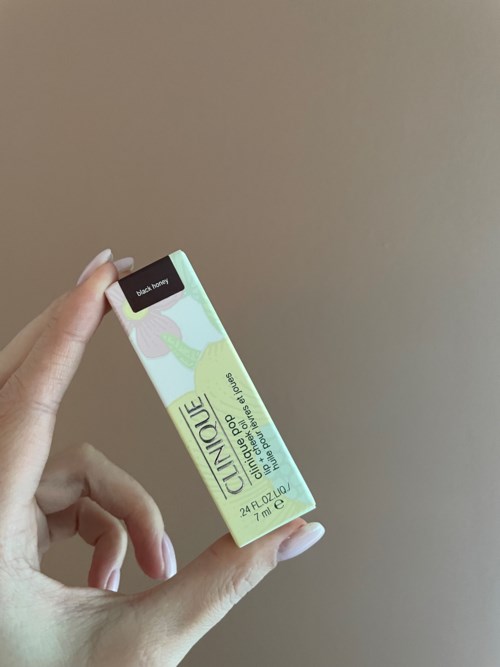 black honey
CLINIQUE
clinique pop
lip + cheek oil
huile pour lèvres et joues
.24 FL.OZ.LIQ./
7 ml ℮